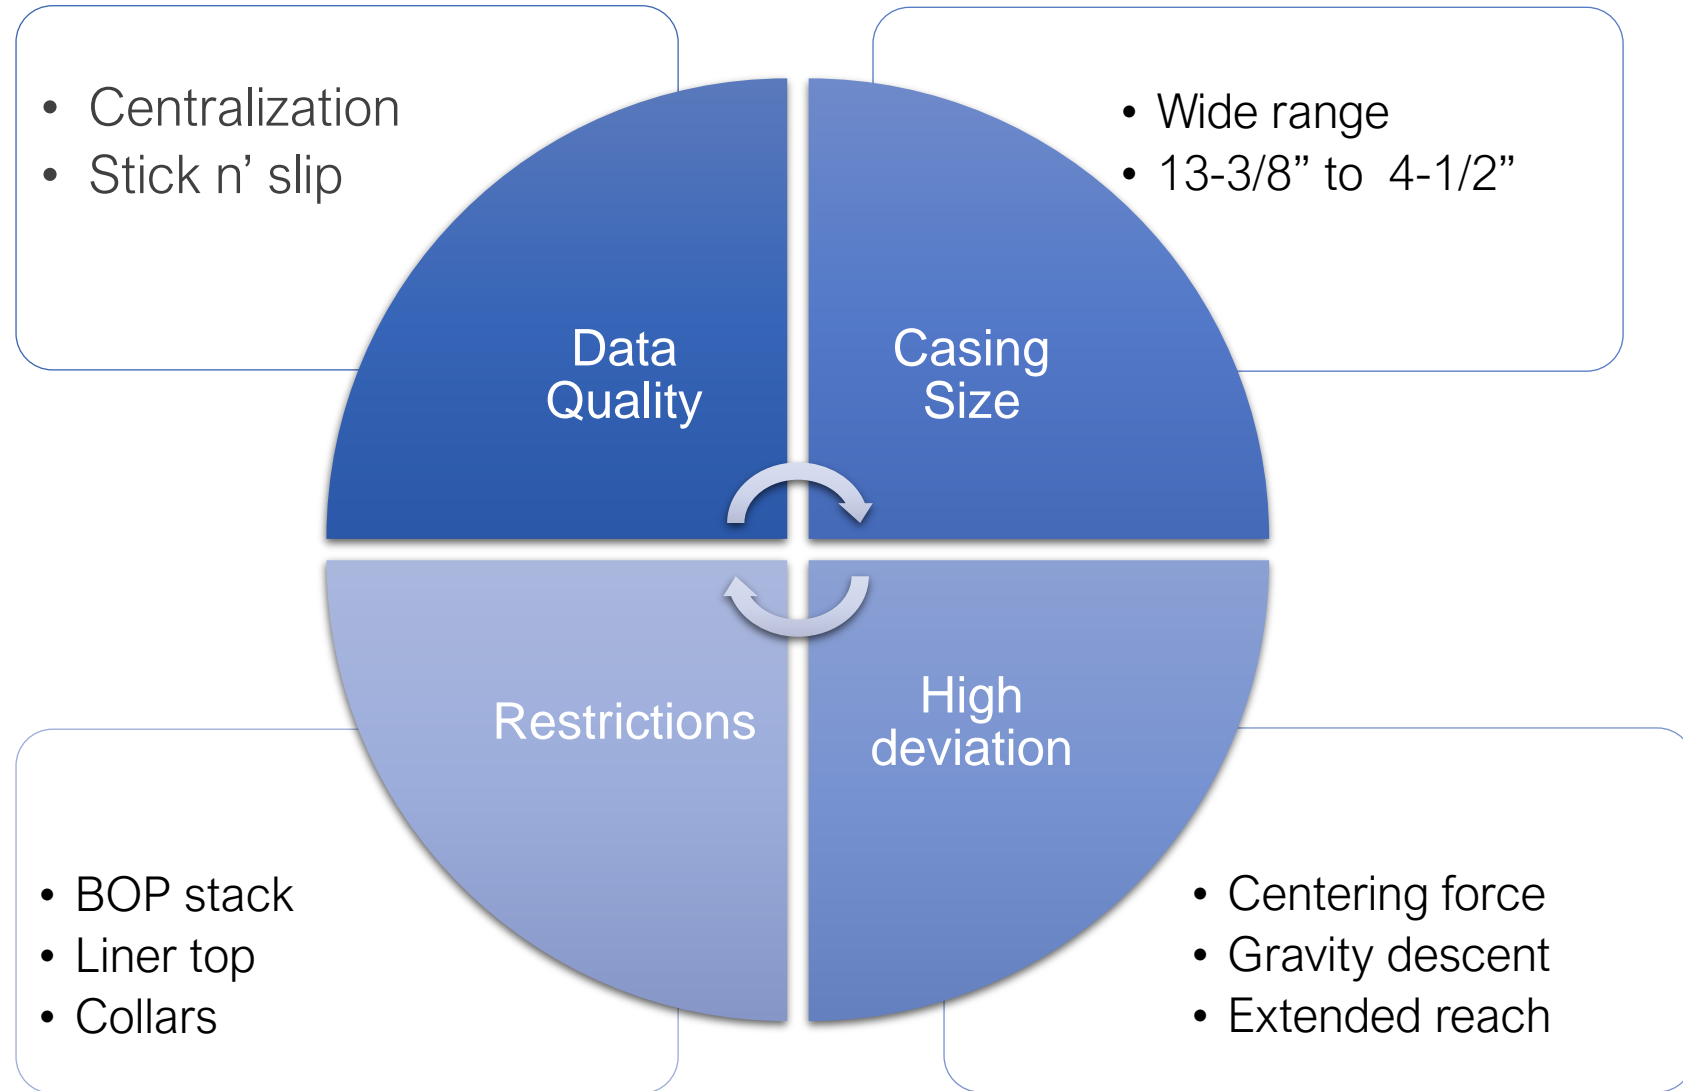 • Centralization
• Stick n’ slip
• Wide range
• 13-3/8” to 4-1/2”
Data
Quality
Casing
Size
Restrictions
High
deviation
• BOP stack
• Liner top
• Collars
• Centering force
• Gravity descent
• Extended reach